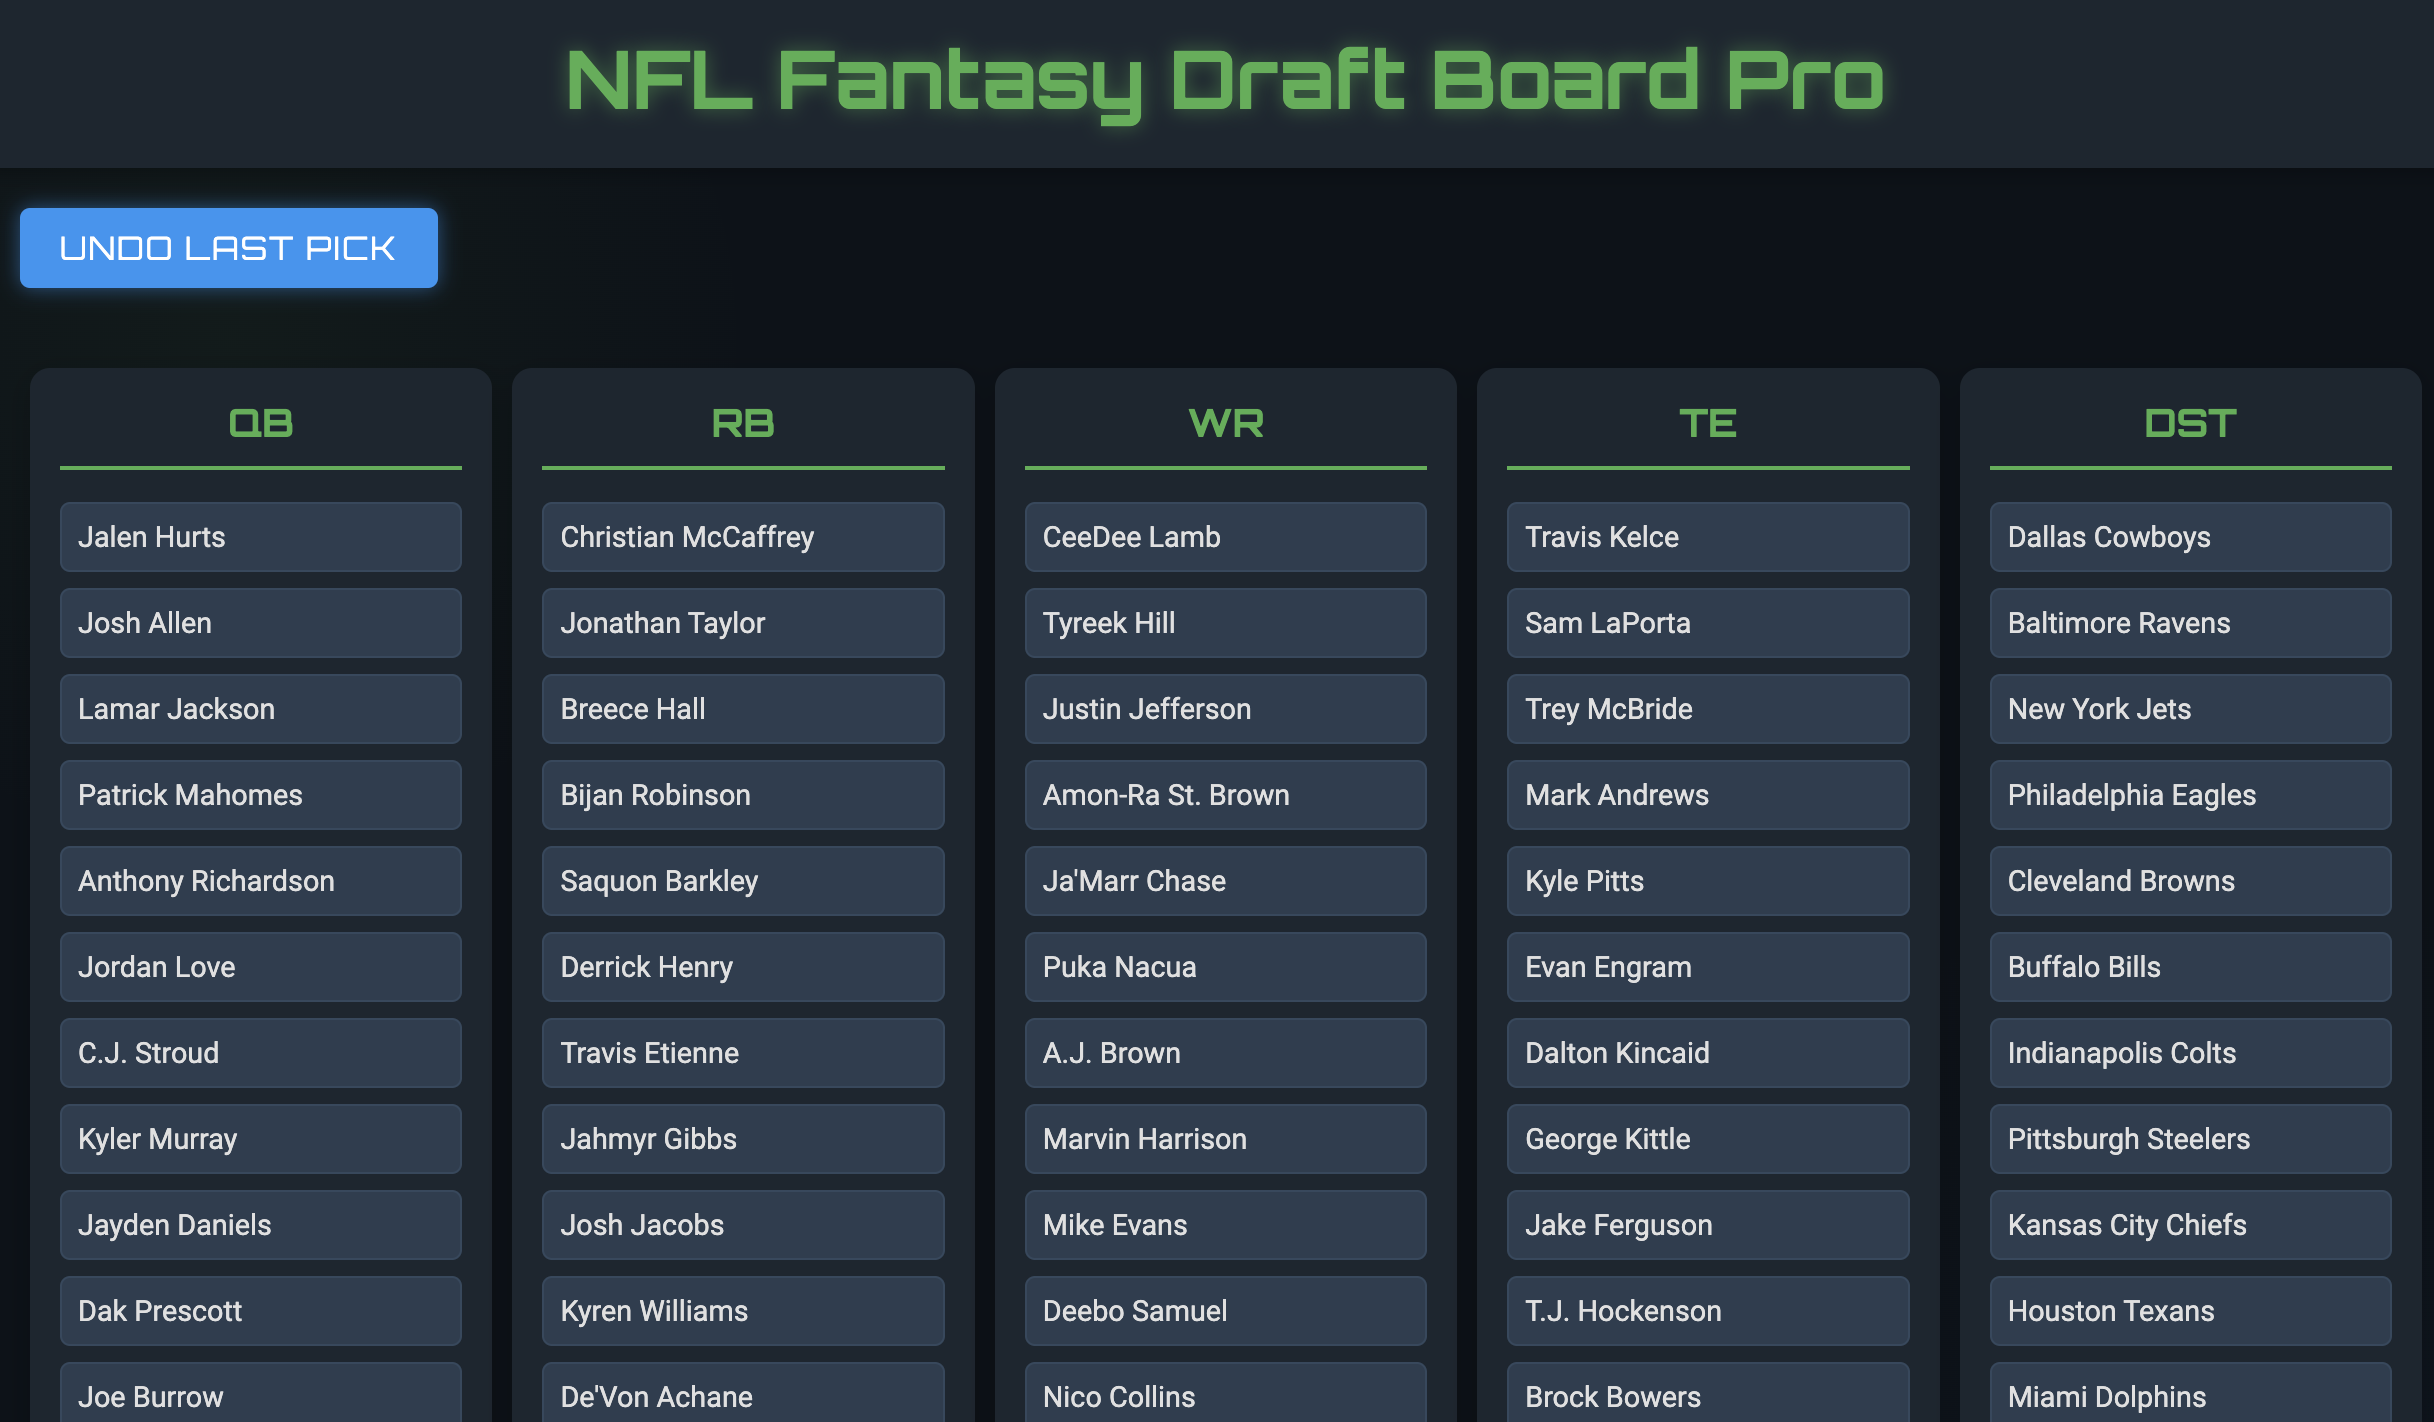 NFL Fantasy Draft Board Pro
UNDO LAST PICK
QB
Jalen Hurts
Josh Allen
Lamar Jackson
Patrick Mahomes
Anthony Richardson
Jordan Love
C.J. Stroud
Kyler Murray
Jayden Daniels
Dak Prescott
Joe Burrow
RB
Christian McCaffrey
Jonathan Taylor
Breece Hall
Bijan Robinson
Saquon Barkley
Derrick Henry
Travis Etienne
Jahmyr Gibbs
Josh Jacobs
Kyren Williams
De'Von Achane
WR
CeeDee Lamb
Tyreek Hill
Justin Jefferson
Amon-Ra St. Brown
Ja'Marr Chase
Puka Nacua
A.J. Brown
Marvin Harrison
Mike Evans
Deebo Samuel
Nico Collins
TE
Travis Kelce
Sam LaPorta
Trey McBride
Mark Andrews
Kyle Pitts
Evan Engram
Dalton Kincaid
George Kittle
Jake Ferguson
T.J. Hockenson
Brock Bowers
DST
Dallas Cowboys
Baltimore Ravens
New York Jets
Philadelphia Eagles
Cleveland Browns
Buffalo Bills
Indianapolis Colts
Pittsburgh Steelers
Kansas City Chiefs
Houston Texans
Miami Dolphins